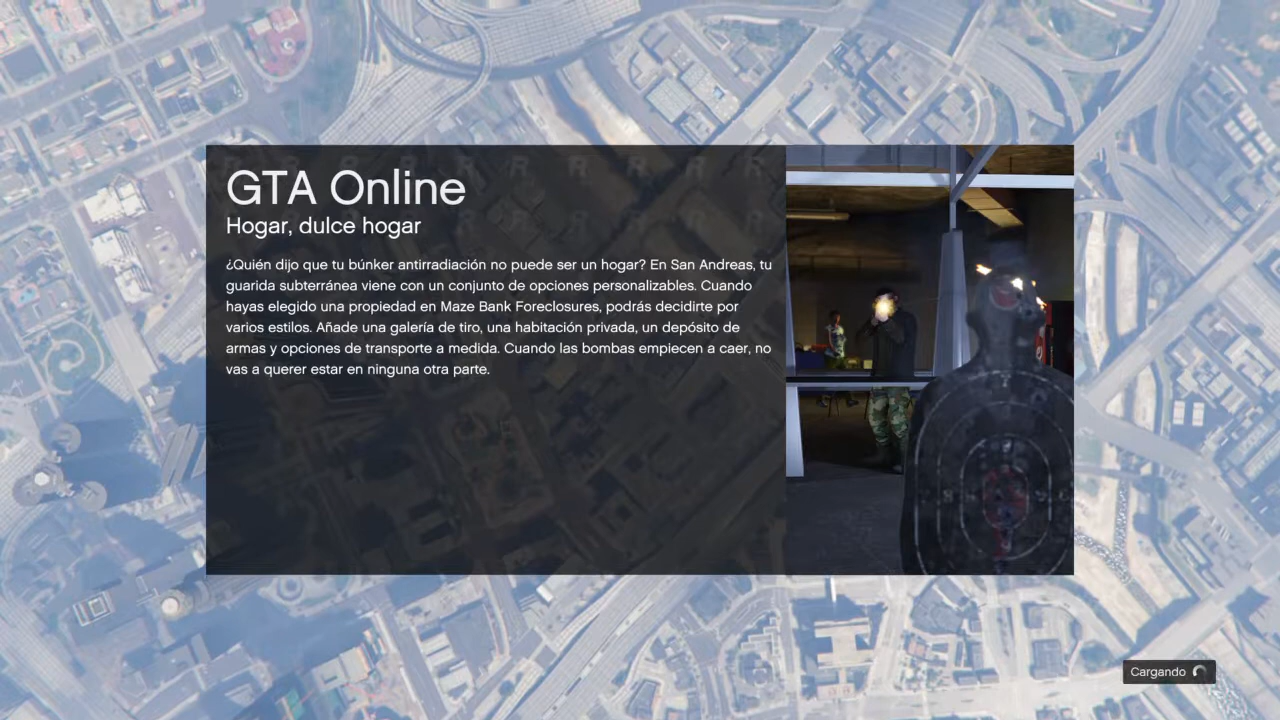 GTA Online
Hogar, dulce hogar
¿Quién dijo que tu búnker antirradiación no puede ser un hogar? En San Andreas, tu
guarida subterránea viene con un conjunto de opciones personalizables. Cuando
hayas elegido una propiedad en Maze Bank Foreclosures, podrás decidirte por
varios estilos. Añade una galería de tiro, una habitación privada, un depósito de
armas y opciones de transporte a medida. Cuando las bombas empiecen a caer, no
vas a querer estar en ninguna otra parte.
Cargando